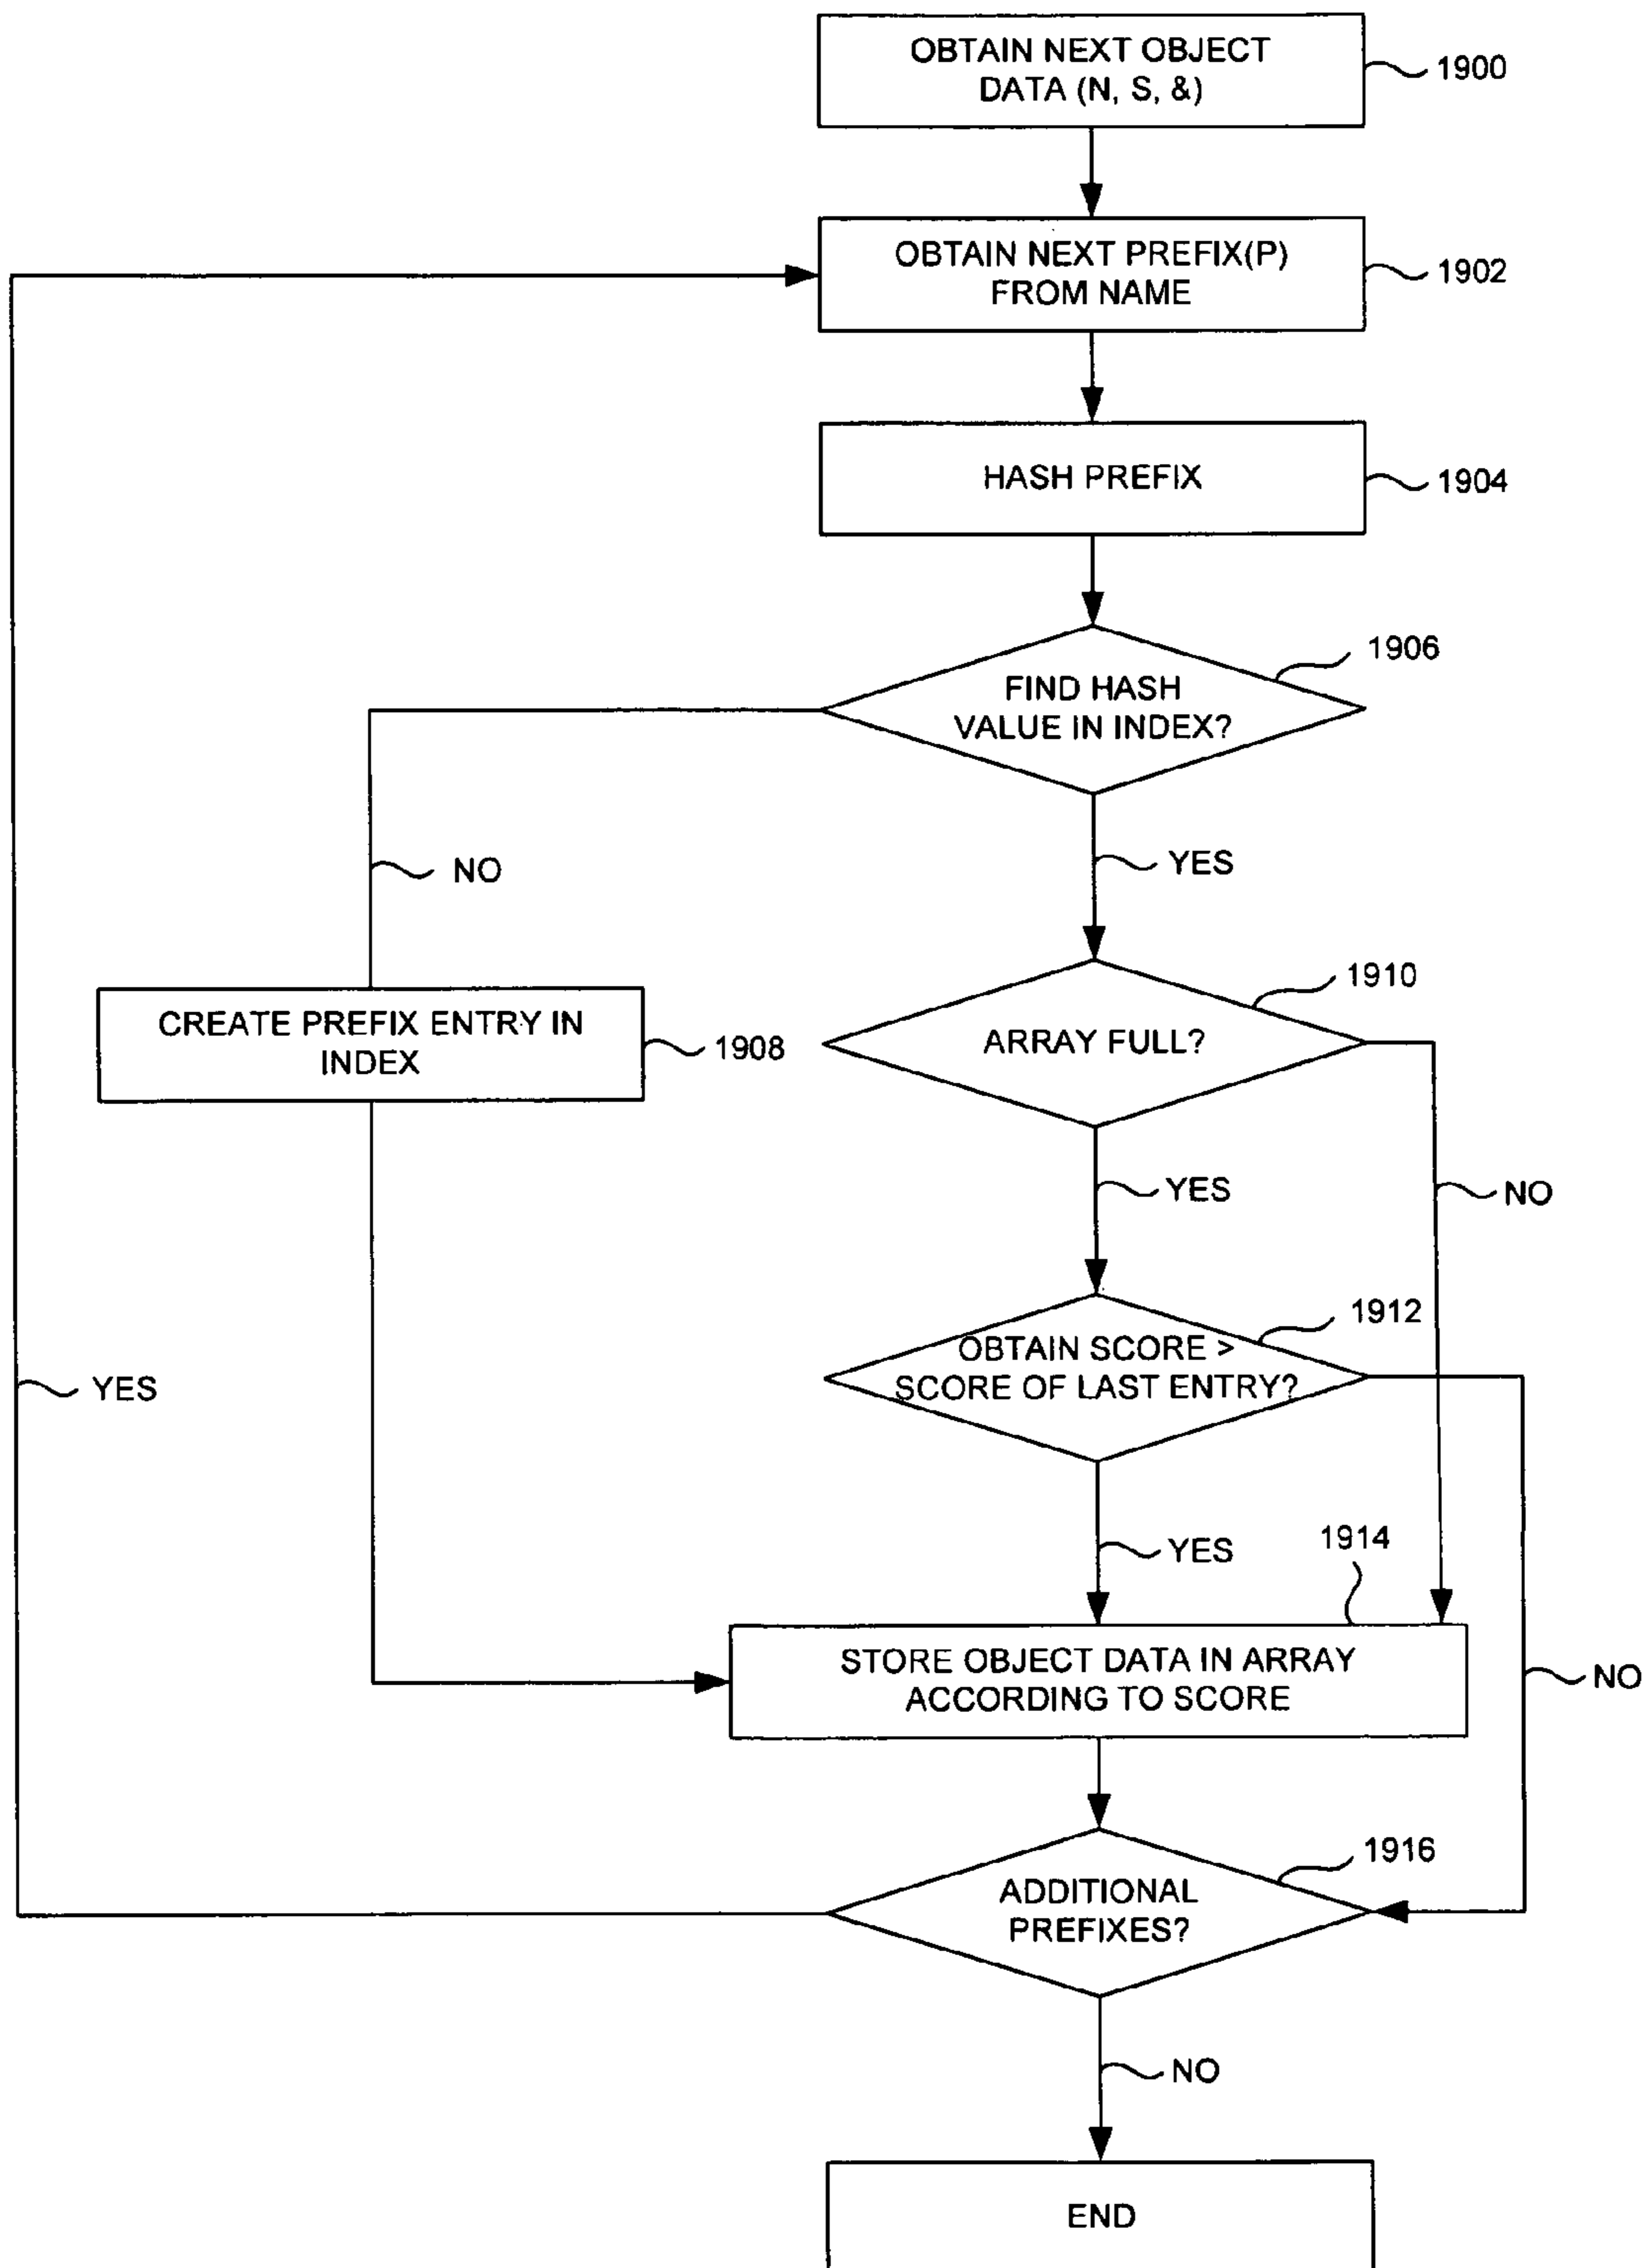 OBTAIN NEXT OBJECT
DATA (N, S, &)
1900
OBTAIN NEXT PREFIX(P)
FROM NAME
1902
HASH PREFIX
1904
1906
FIND HASH
VALUE IN INDEX?
NO
YES
1910
CREATE PREFIX ENTRY IN
INDEX
1908
ARRAY FULL?
YES
NO
1912
OBTAIN SCORE >
SCORE OF LAST ENTRY?
YES
YES
1914
STORE OBJECT DATA IN ARRAY
ACCORDING TO SCORE
NO
1916
ADDITIONAL
PREFIXES?
NO
END